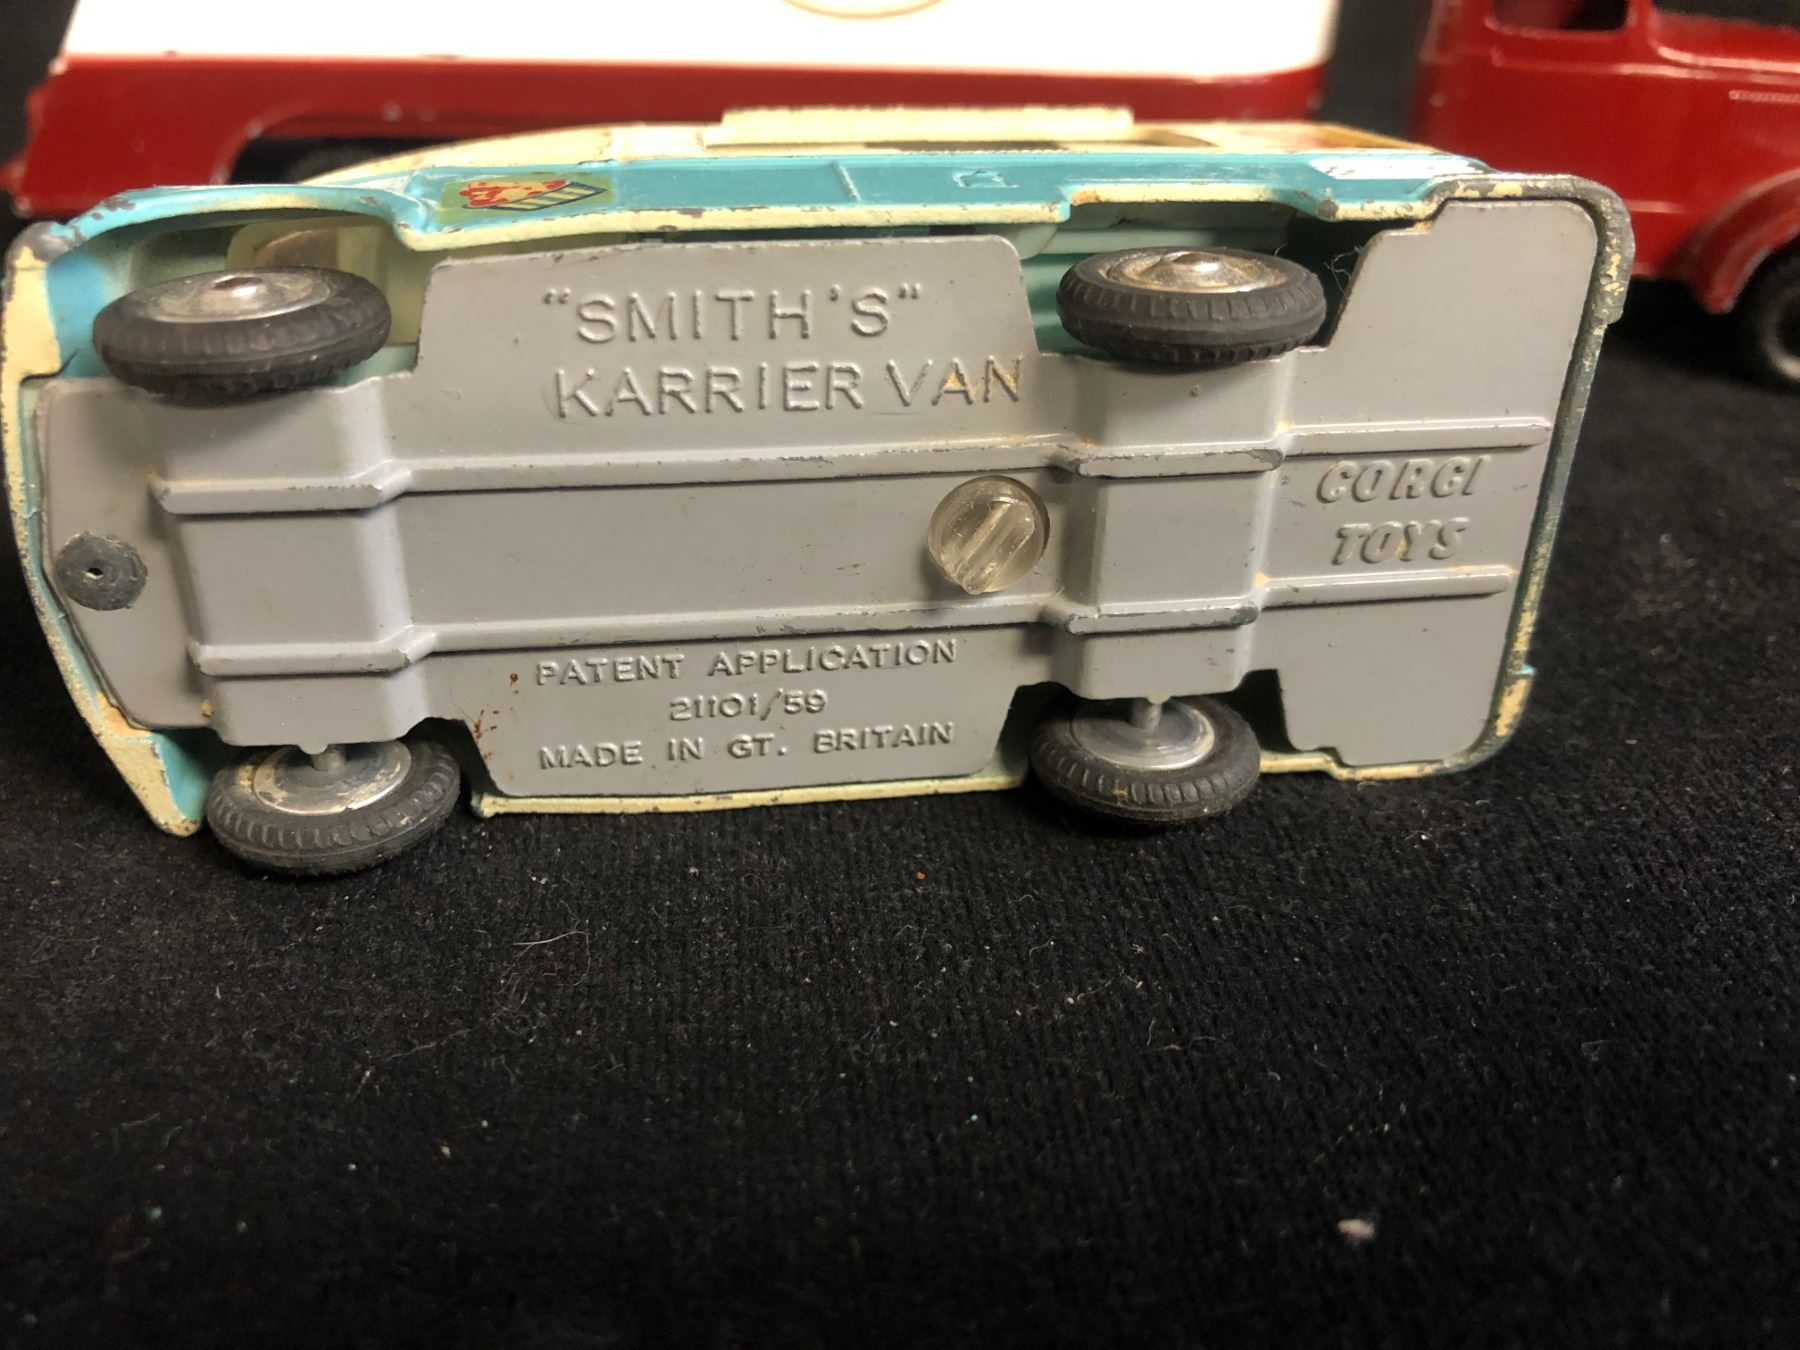 "SMITH'S"
KARRIER VAN
CORGI
TOYS
PATENT APPLICATION
21101/59
MADE IN GT. BRITAIN